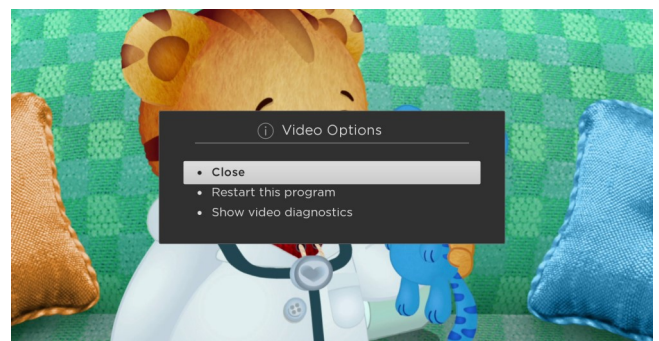 Video Options
Close
Restart this program
Show video diagnostics